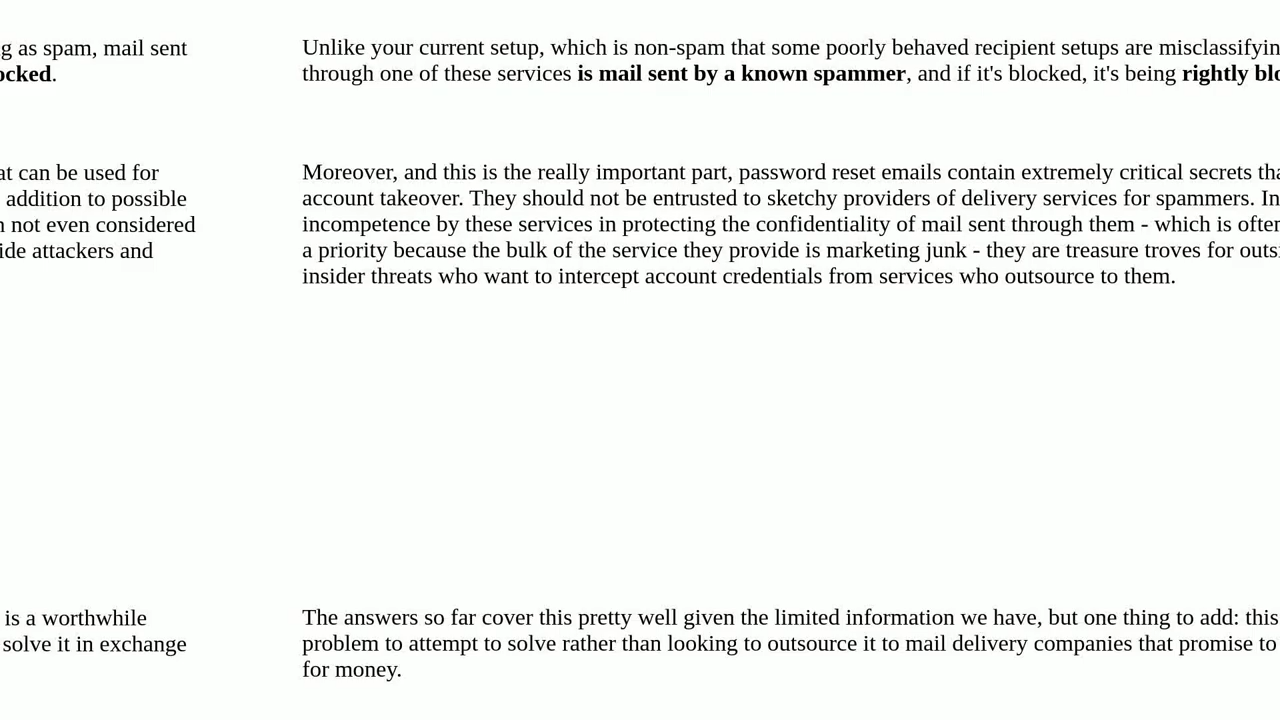 g as spam, mail sent
ocked.
Unlike your current setup, which is non-spam that some poorly behaved recipient setups are misclassifyin
through one of these services is mail sent by a known spammer, and if it's blocked, it's being rightly blo
at can be used for
addition to possible
n not even considered
ide attackers and
Moreover, and this is the really important part, password reset emails contain extremely critical secrets tha
account takeover. They should not be entrusted to sketchy providers of delivery services for spammers. In
incompetence by these services in protecting the confidentiality of mail sent through them - which is often
a priority because the bulk of the service they provide is marketing junk - they are treasure troves for outs
insider threats who want to intercept account credentials from services who outsource to them.
is a worthwhile
solve it in exchange
The answers so far cover this pretty well given the limited information we have, but one thing to add: this
problem to attempt to solve rather than looking to outsource it to mail delivery companies that promise to
for money.